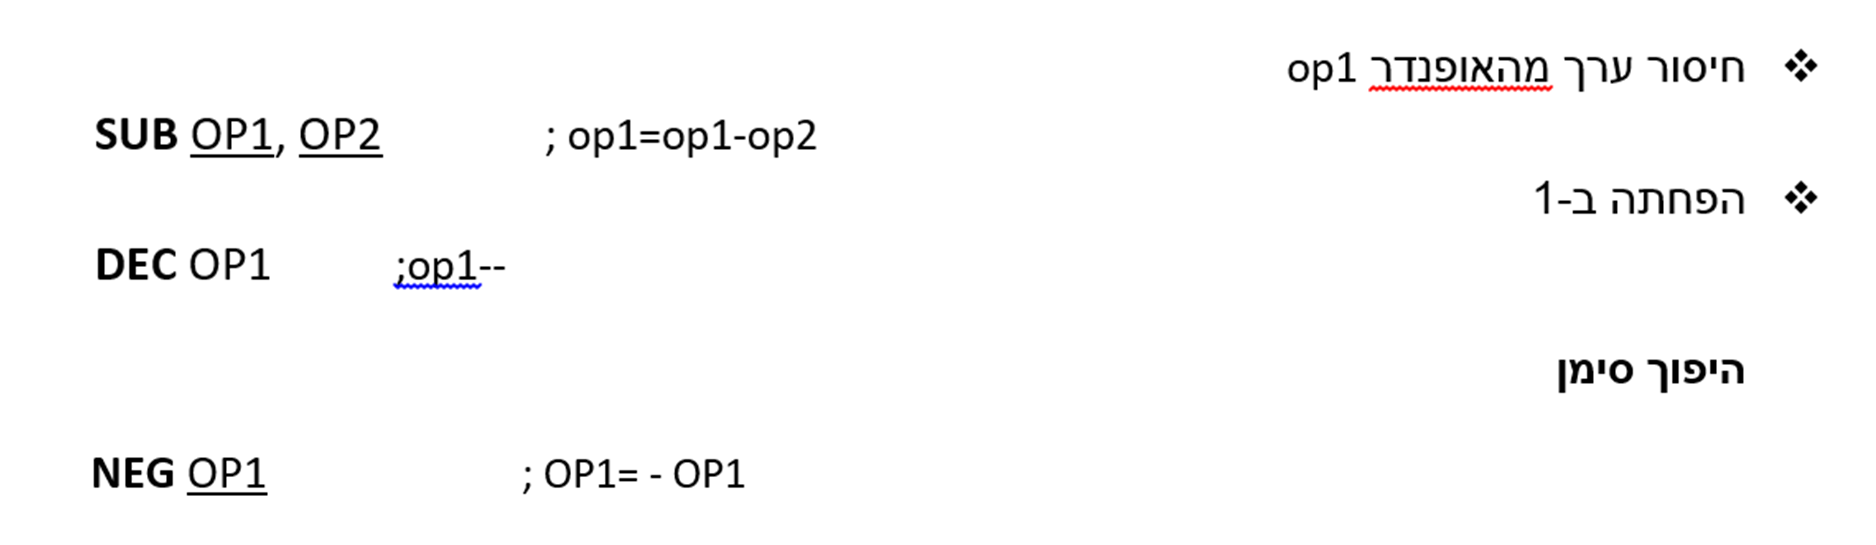 ❖ חיסור ערך מהאופנדר op1
SUB OP1, OP2 ; op1=op1-op2
❖ הפחתה ב-1
DEC OP1 ;op1--
היפוך סימן
NEG OP1 ; OP1= - OP1